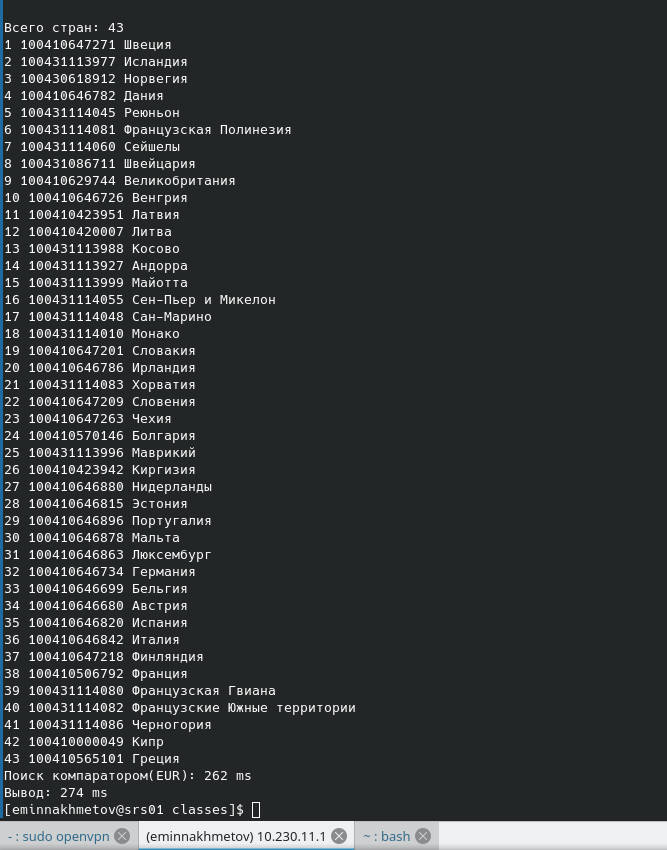 Всего стран: 43
1 100410647271 Швеция
2 100431113977 Исландия
3 100430618912 Норвегия
4 100410646782 Дания
5 100431114045 Реюньон
6 100431114081 Французская Полинезия
7 100431114060 Сейшелы
8 100431086711 Швейцария
9 100410629744 Великобритания
10 100410646726 Венгрия
11 100410423951 Латвия
12 100410420007 Литва
13 100431113988 Косово
14 100431113927 Андорра
15 100431113999 Майотта
16 100431114055 Сен-Пьер и Микелон
17 100431114048 Сан-Марино
18 100431114010 Монако
19 100410647201 Словакия
20 100410646786 Ирландия
21 100431114083 Хорватия
22 100410647209 Словения
23 100410647263 Чехия
24 100410570146 Болгария
25 100431113996 Маврикий
26 100410423942 Киргизия
27 100410646880 Нидерланды
28 100410646815 Эстония
29 100410646896 Португалия
30 100410646878 Мальта
31 100410646863 Люксембург
32 100410646734 Германия
33 100410646699 Бельгия
34 100410646680 Австрия
35 100410646820 Испания
36 100410646842 Италия
37 100410647218 Финляндия
38 100410506792 Франция
39 100431114080 Французская Гвиана
40 100431114082 Французские Южные территории
41 100431114086 Черногория
42 100410000049 Кипр
43 100410565101 Греция
Поиск компаратором(EUR): 262 ms
Вывод: 274 ms
[eminnakhmetov@srs01 classes]$
- : sudo openvpn (eminnakhmetov) 10.230.11.1 ~ : bash